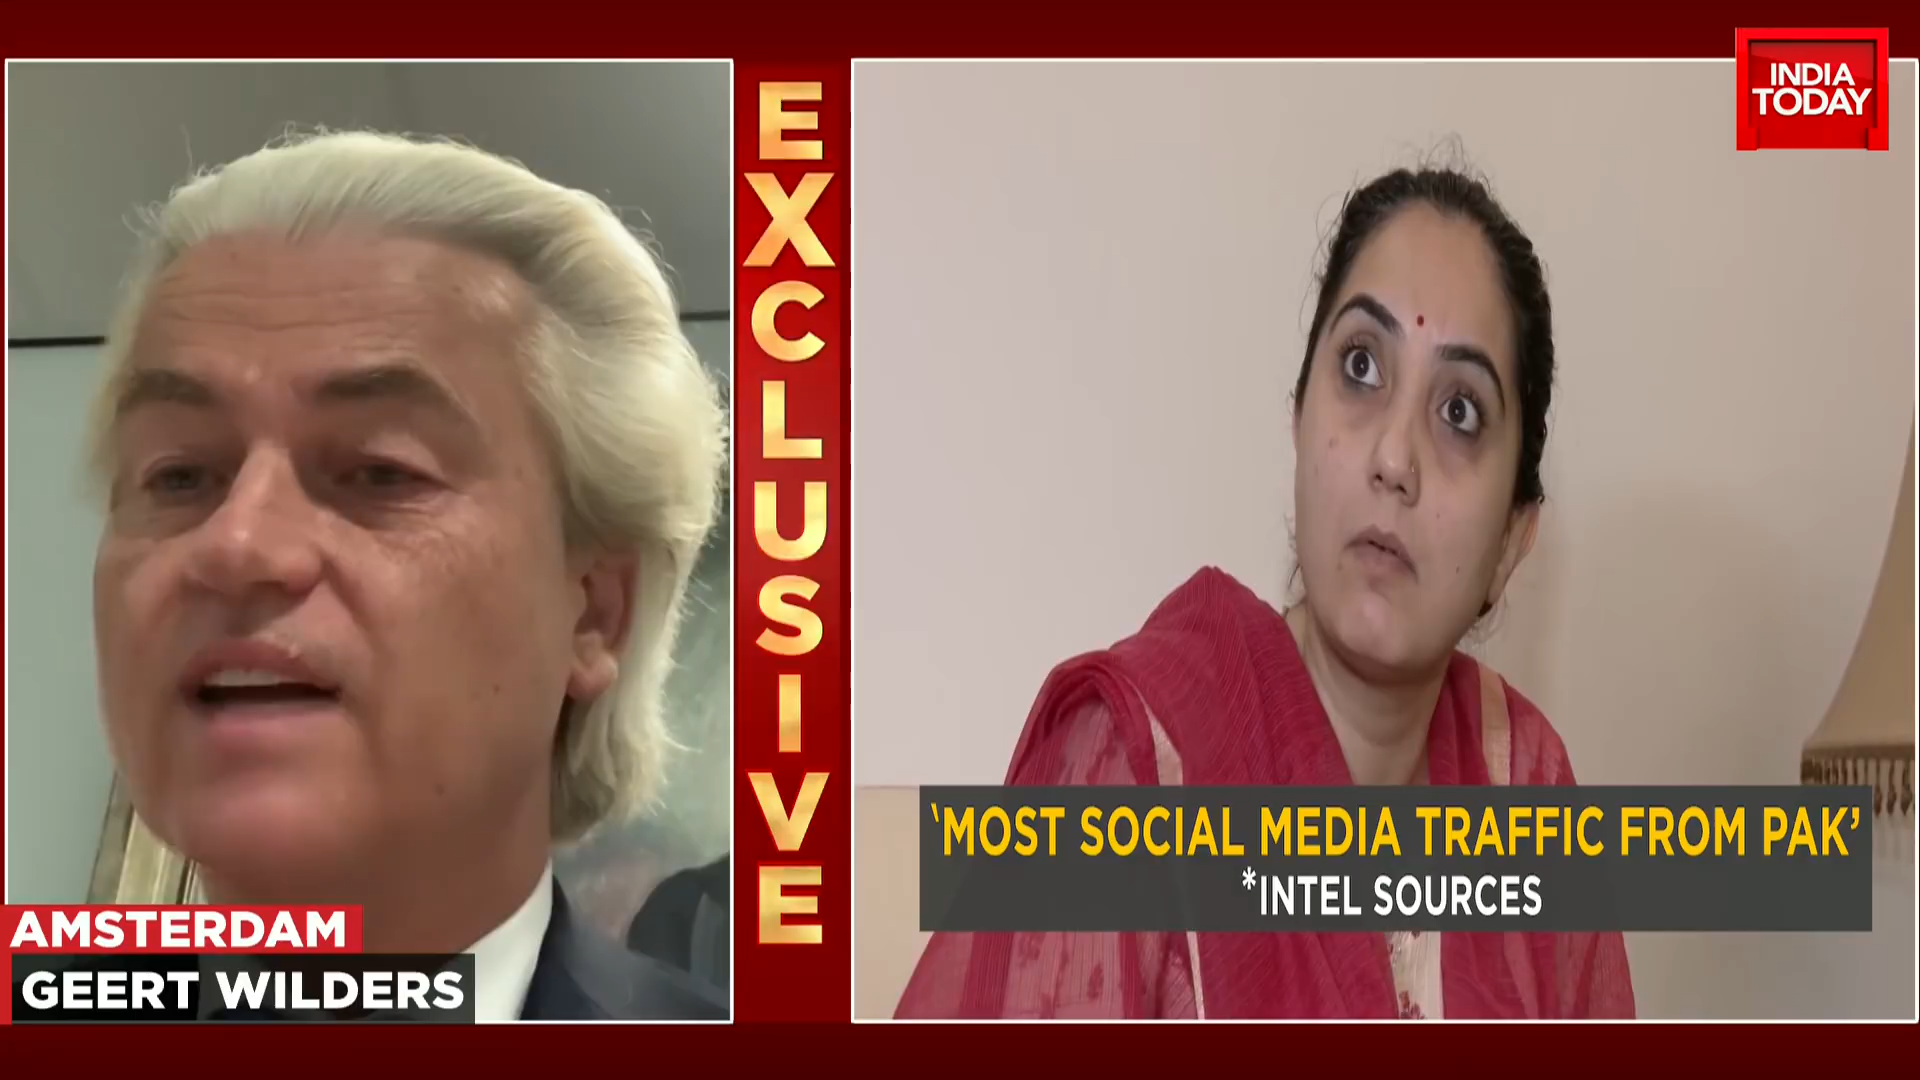 INDIA
TODAY
EXCLUSIVE
‘MOST SOCIAL MEDIA TRAFFIC FROM PAK’
*INTEL SOURCES
AMSTERDAM
GEERT WILDERS